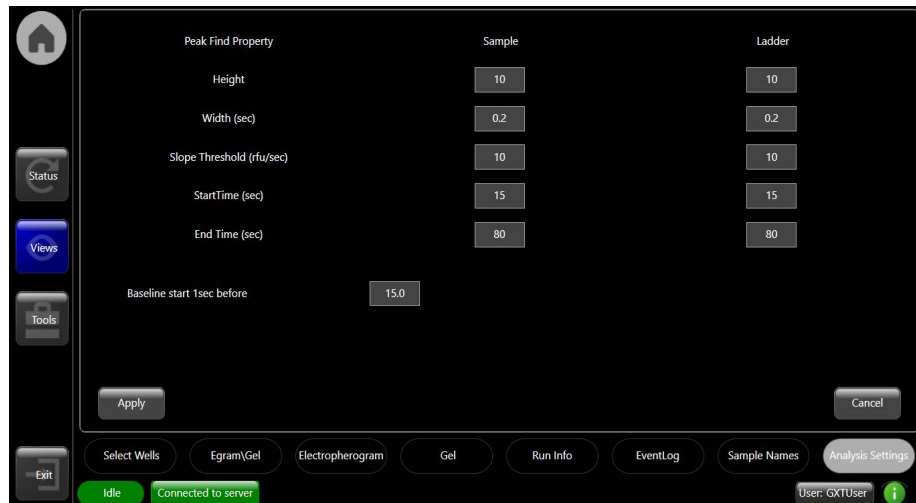 Peak Find Property Sample Ladder
Height 10 10
Width (sec) 0.2 0.2
Slope Threshold (rfu/sec) 10 10
StartTime (sec) 15 15
End Time (sec) 80 80
Baseline start 1sec before 15.0
Status
Views
Tools
Apply Cancel
Exit
Select Wells Egram\Gel Electropherogram Gel Run Info EventLog Sample Names Analysis Settings
Idle Connected to server User: GXTUser i